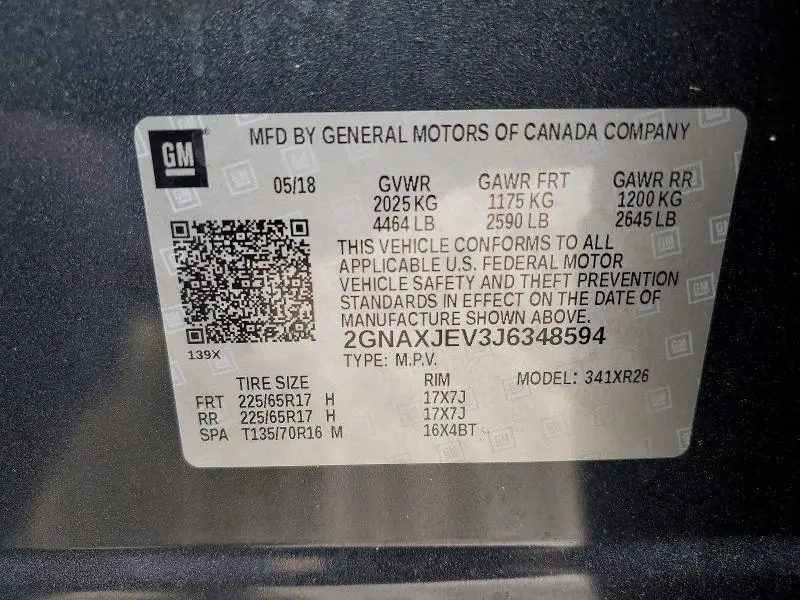 GM
MFD BY GENERAL MOTORS OF CANADA COMPANY
05/18 GVWR GAWR FRT GAWR RR
2025 KG 1175 KG 1200 KG
4464 LB 2590 LB 2645 LB
THIS VEHICLE CONFORMS TO ALL
APPLICABLE U.S. FEDERAL MOTOR
VEHICLE SAFETY AND THEFT PREVENTION
STANDARDS IN EFFECT ON THE DATE OF
MANUFACTURE SHOWN ABOVE.
2GNAXJEV3J6348594
139X
TYPE: M.P.V.
TIRE SIZE RIM MODEL: 341XR26
FRT 225/65R17 H 17X7J
RR 225/65R17 H 17X7J
SPA T135/70R16 M 16X4BT